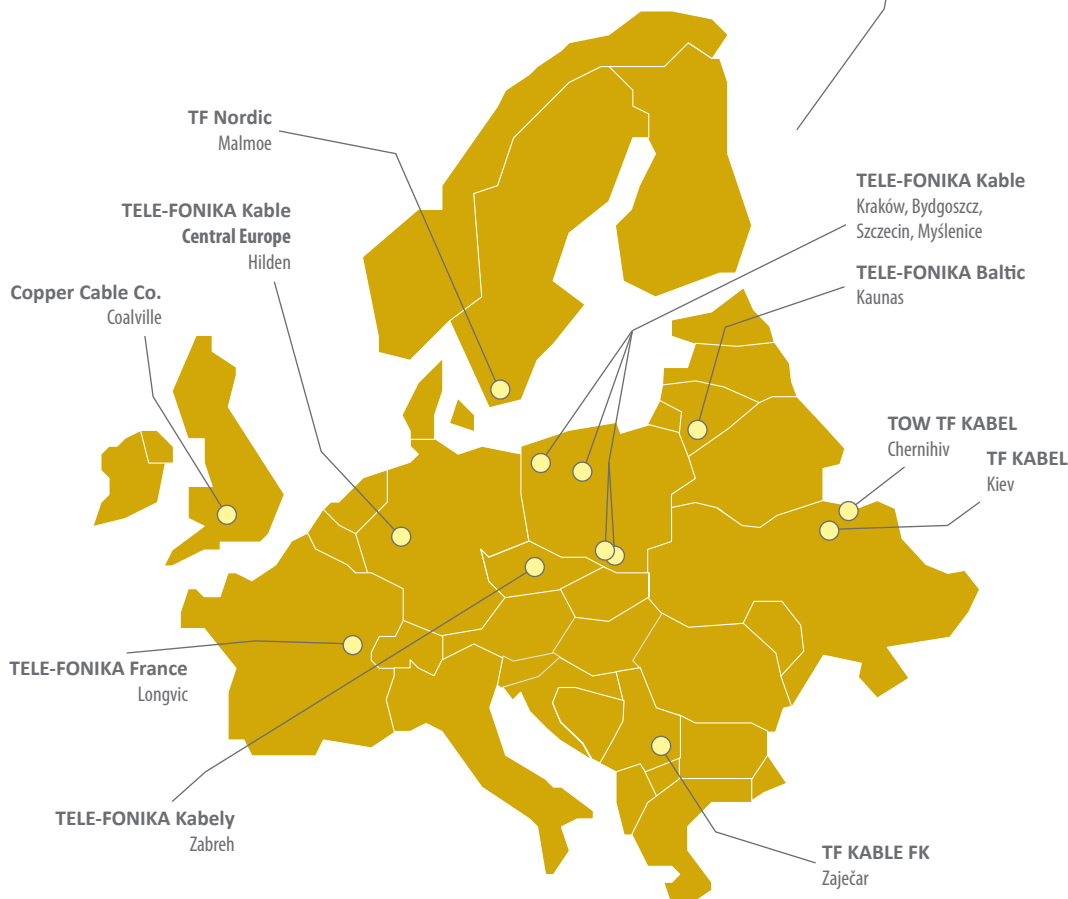 TF Nordic
Malmoe
TELE-FONIKA Kable
Central Europe
Hilden
Copper Cable Co.
Coalville
TELE-FONIKA Kable
Kraków, Bydgoszcz,
Szczecin, Myślenice
TELE-FONIKA Baltic
Kaunas
TOW TF KABEL
Chernihiv
TF KABEL
Kiev
TELE-FONIKA France
Longvic
TELE-FONIKA Kabely
Zabreh
TF KABLE FK
Zaječar